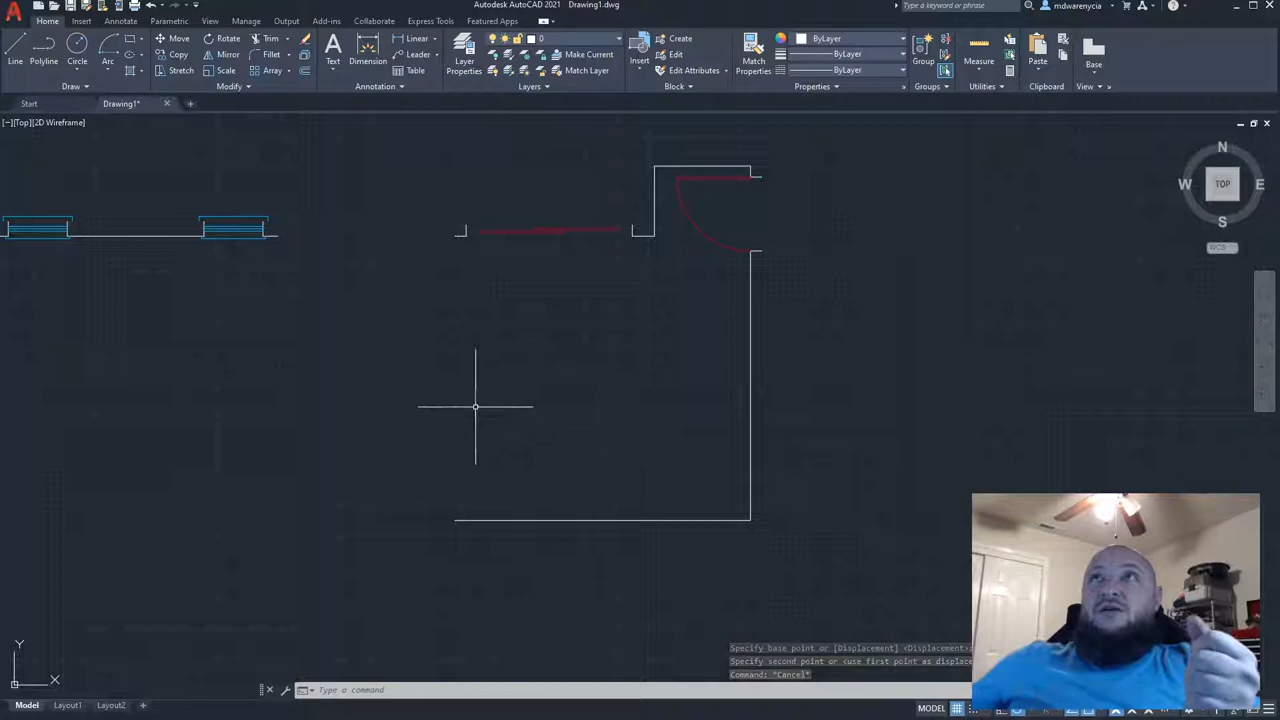 Autodesk AutoCAD 2021 Drawing1.dwg
Type a keyword or phrase
mdwarenycia
Home Insert Annotate Parametric View Manage Output Add-ins Collaborate Express Tools Featured Apps
Line Polyline Circle Arc
Move Rotate Trim
Copy Mirror Fillet
Stretch Scale Array
Text Dimension
Linear
Leader
Table
Layer Properties
0
Make Current
Match Layer
Insert
Create
Edit
Edit Attributes
Match Properties
ByLayer
ByLayer
ByLayer
Group
Measure
Paste
Base
Draw Modify Annotation Layers Block Properties Groups Utilities Clipboard View
Start Drawing1*
[−][Top][2D Wireframe]
N
W TOP E
S
WCS
Y
X
Specify base point or [Displacement] <Displacement>
Specify second point or <use first point as displace
Command: *Cancel*
Type a command
Model Layout1 Layout2
MODEL